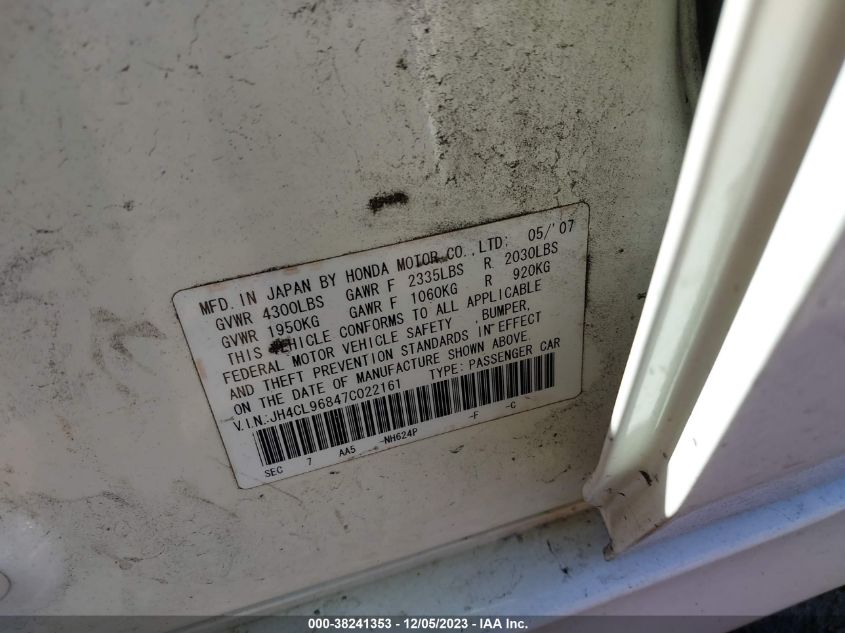 MFD. IN JAPAN BY HONDA MOTOR CO., LTD; 05/'07
GVWR 4300LBS GAWR F 2335LBS R 2030LBS
GVWR 1950KG GAWR F 1060KG R 920KG
THIS VEHICLE CONFORMS TO ALL APPLICABLE
FEDERAL MOTOR VEHICLE SAFETY ,BUMPER,
AND THEFT PREVENTION STANDARDS IN EFFECT
ON THE DATE OF MANUFACTURE SHOWN ABOVE.
V.I.N.:JH4CL96847C022161 TYPE: PASSENGER CAR
SEC 7 AA5 -NH624P -F -C
000-38241353 - 12/05/2023 - IAA Inc.